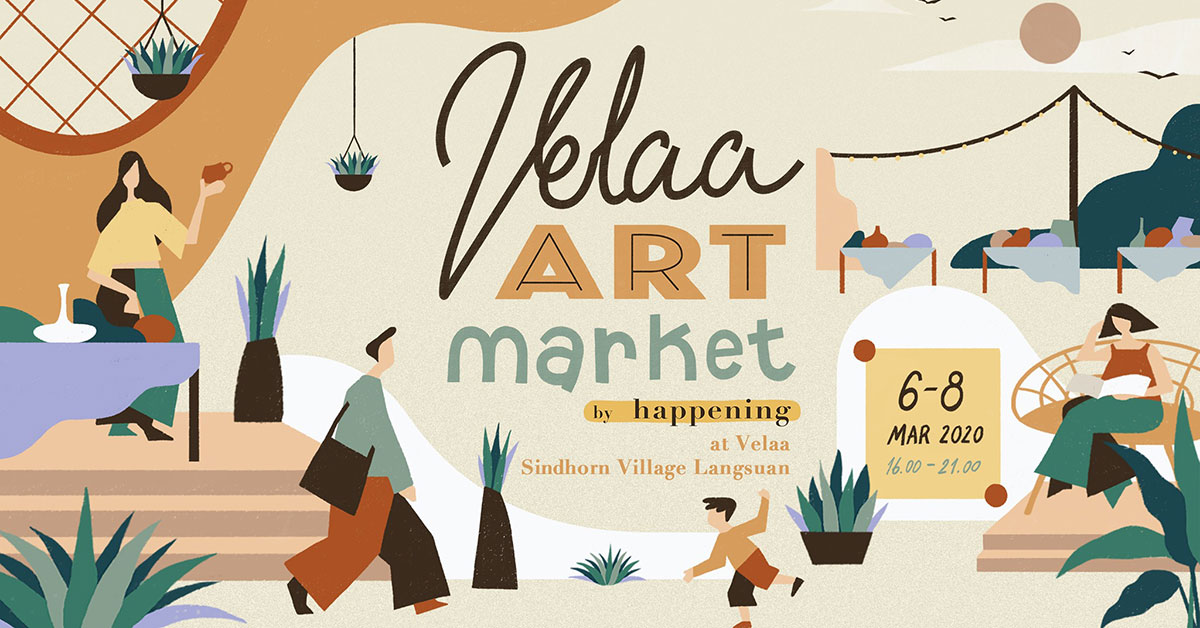 Velaa
ART
market
by happening
at Velaa
Sindhorn Village Langsuan
6-8
MAR 2020
16.00 - 21.00